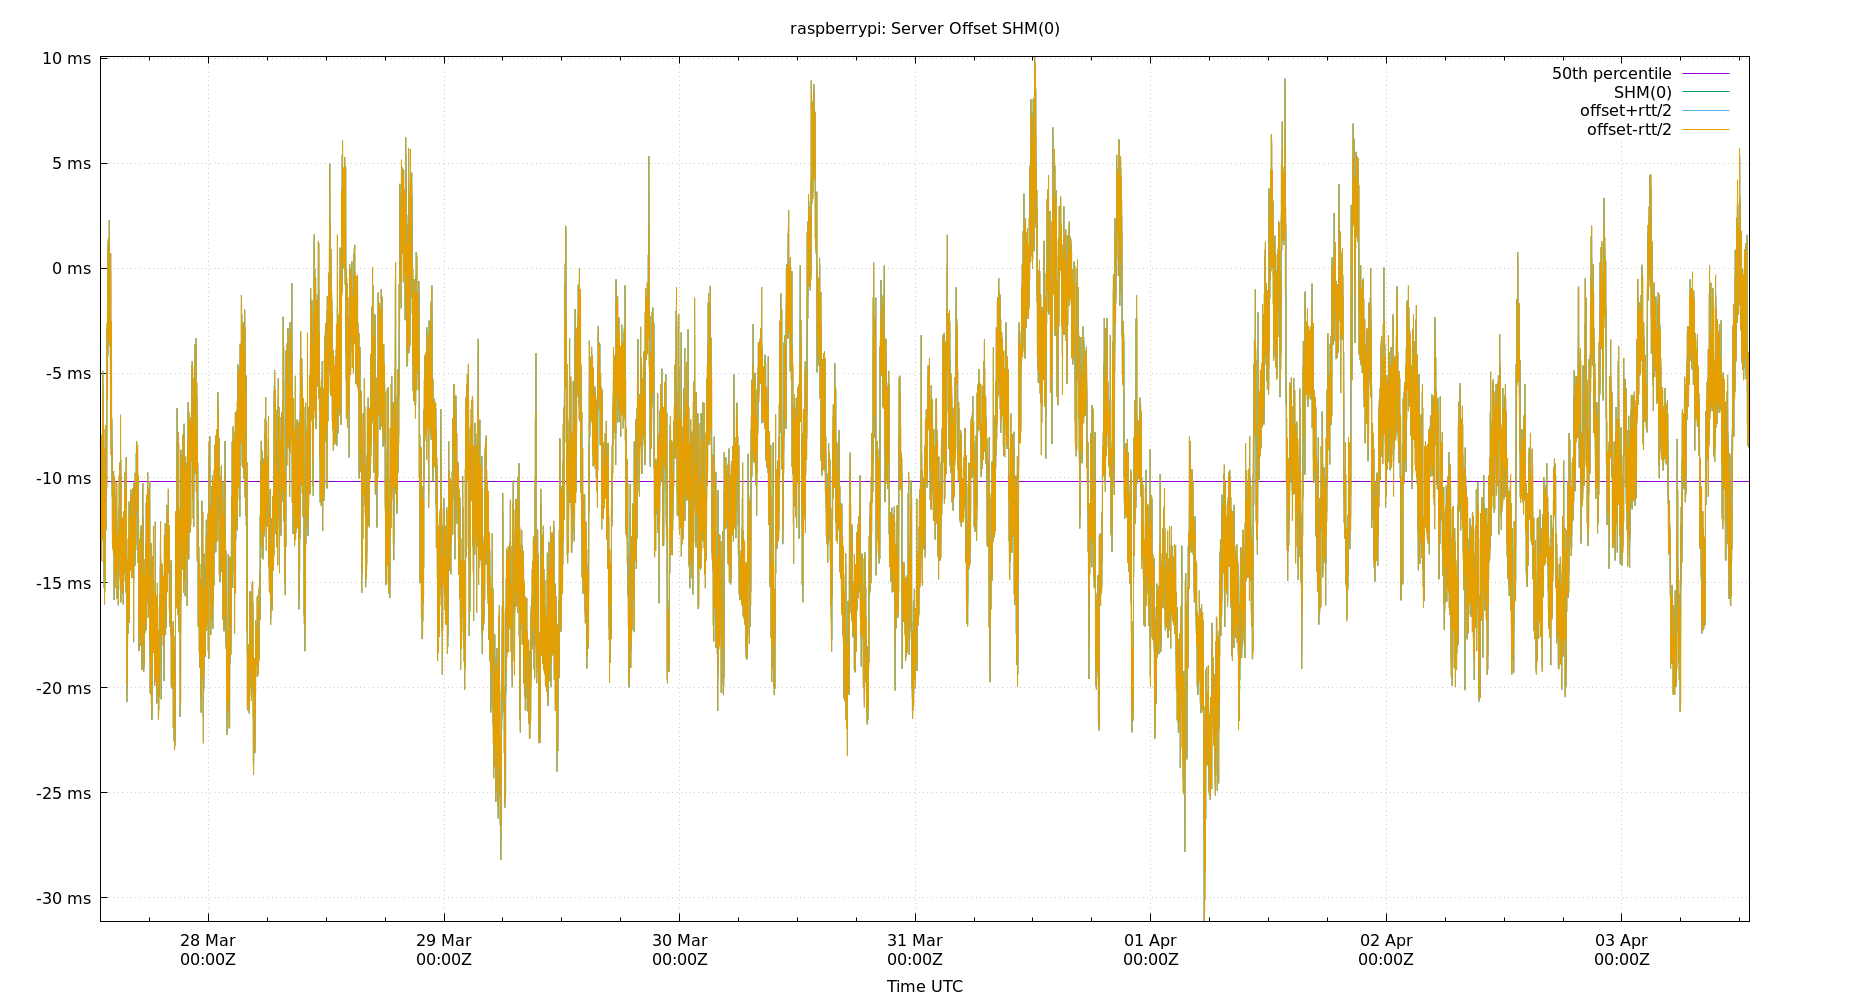 raspberrypi: Server Offset SHM(0)
10 ms
5 ms
0 ms
-5 ms
-10 ms
-15 ms
-20 ms
-25 ms
-30 ms
50th percentile
SHM(0)
offset+rtt/2
offset-rtt/2
28 Mar
00:00Z
29 Mar
00:00Z
30 Mar
00:00Z
31 Mar
00:00Z
01 Apr
00:00Z
02 Apr
00:00Z
03 Apr
00:00Z
Time UTC